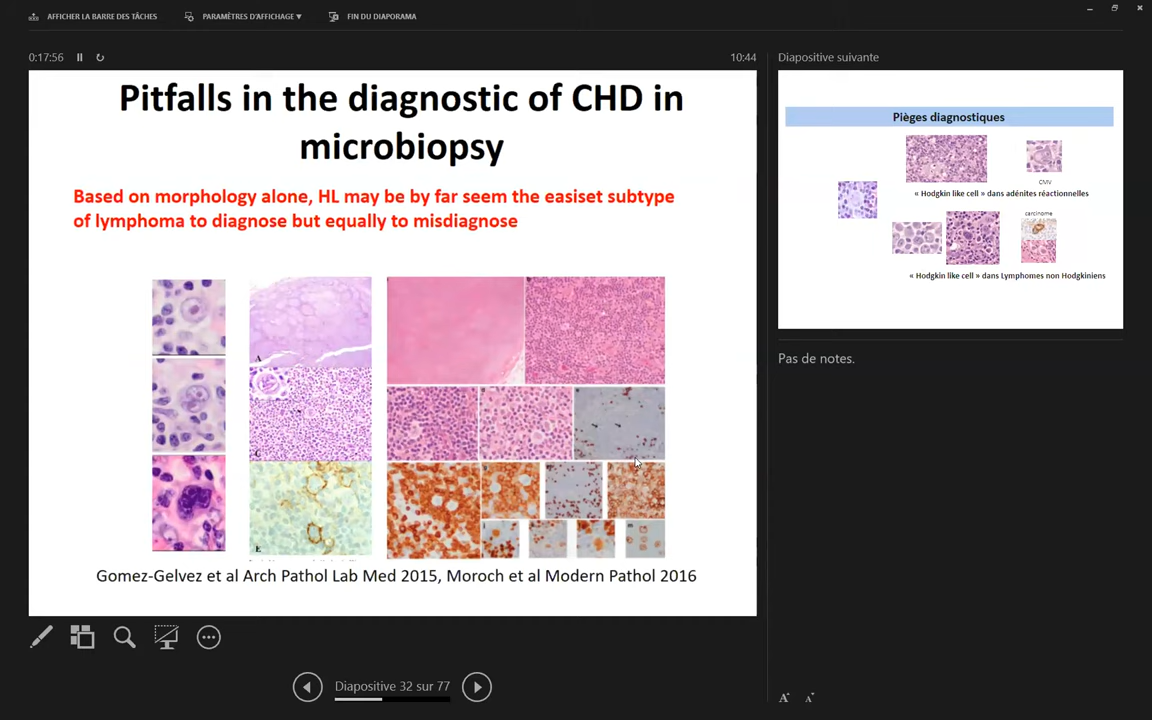 AFFICHER LA BARRE DES TÂCHES
PARAMÈTRES D'AFFICHAGE ▾
FIN DU DIAPORAMA
0:17:56
10:44
Pitfalls in the diagnostic of CHD in
microbiopsy
Based on morphology alone, HL may be by far seem the easiset subtype
of lymphoma to diagnose but equally to misdiagnose
A
C
E
Gomez-Gelvez et al Arch Pathol Lab Med 2015, Moroch et al Modern Pathol 2016
Diapositive 32 sur 77
Diapositive suivante
Pièges diagnostiques
CMV
« Hodgkin like cell » dans adénites réactionnelles
carcinome
« Hodgkin like cell » dans Lymphomes non Hodgkiniens
Pas de notes.
A A